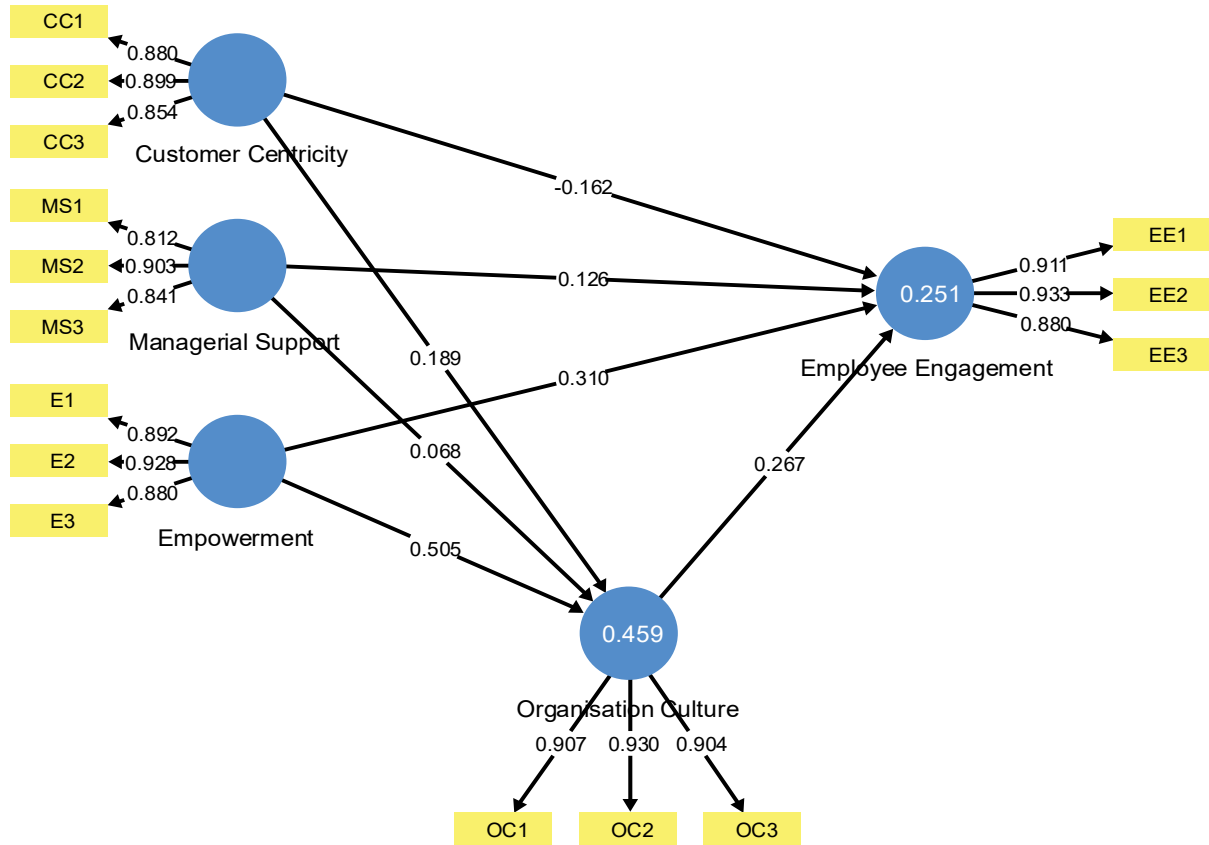 CC1
0.880
CC2
0.899
0.854
CC3
Customer Centricity
MS1
0.812
MS2
0.903
0.841
MS3
Managerial Support
E1
0.892
E2
0.928
0.880
E3
Empowerment
-0.162
0.126
0.189
0.310
0.068
0.505
0.267
0.251
Employee Engagement
EE1
0.911
0.933
EE2
0.880
EE3
0.459
Organisation Culture
0.907
0.930
0.904
OC1
OC2
OC3